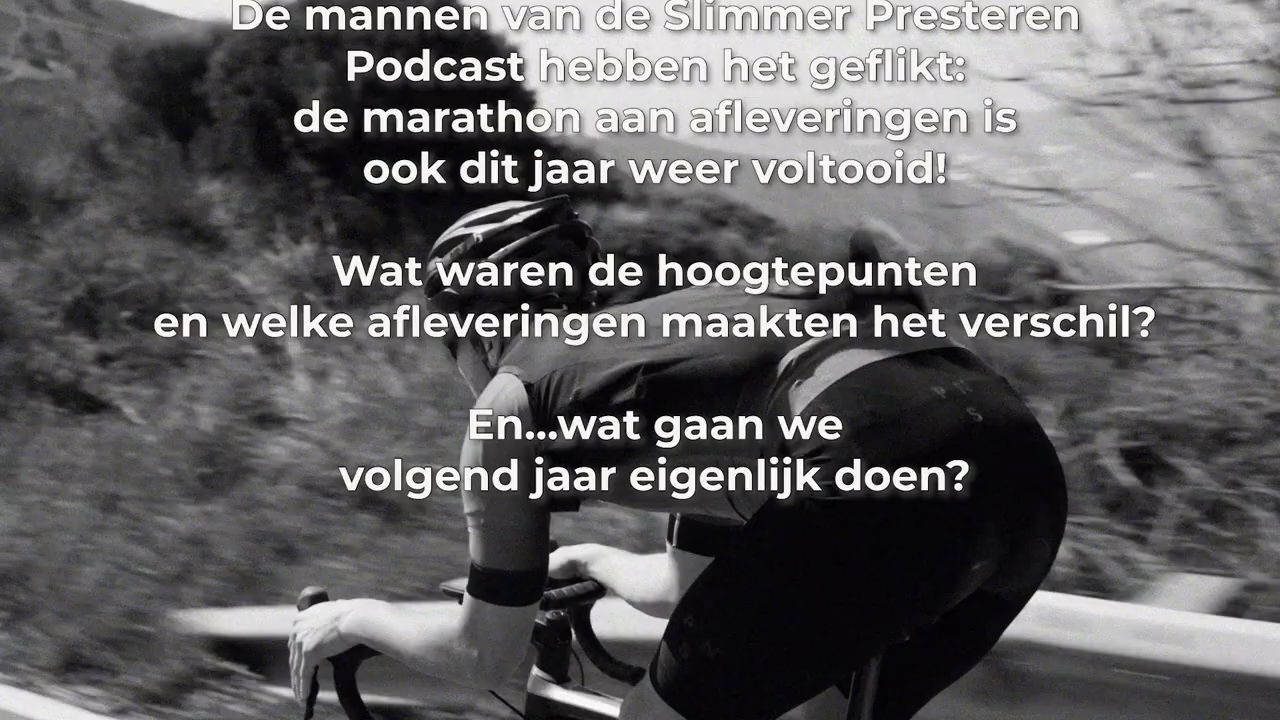 De mannen van de Slimmer Presteren
Podcast hebben het geflikt:
de marathon aan afleveringen is
ook dit jaar weer voltooid!
Wat waren de hoogtepunten
en welke afleveringen maakten het verschil?
En...wat gaan we
volgend jaar eigenlijk doen?